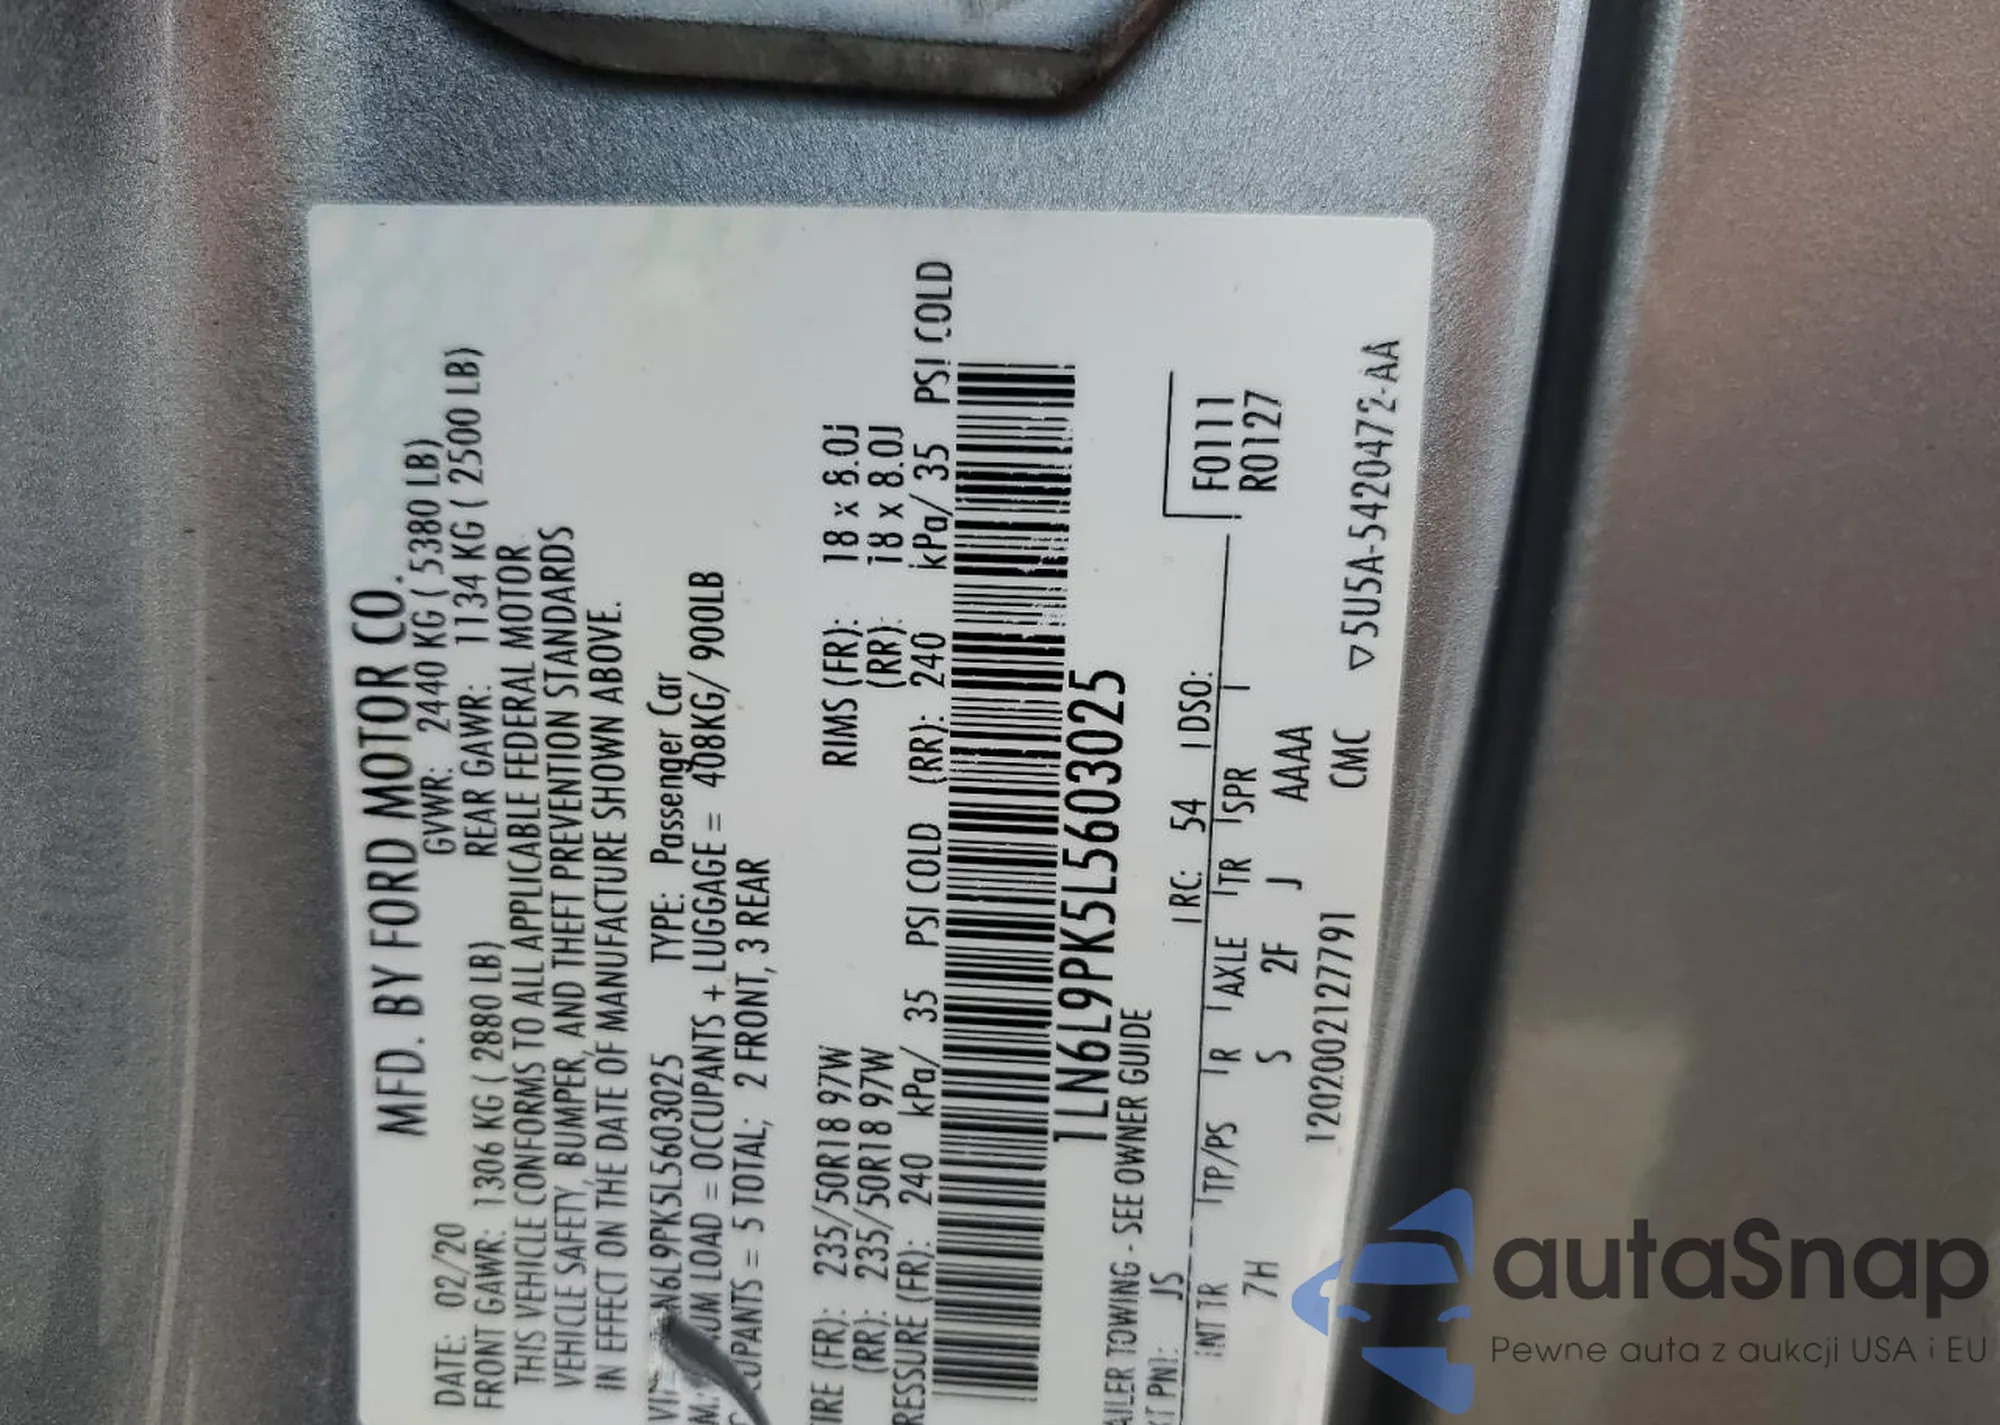 MFD. BY FORD MOTOR CO.
DATE: 02/20 GVWR: 2440 KG ( 5380 LB)
FRONT GAWR: 1306 KG ( 2880 LB) REAR GAWR: 1134 KG ( 2500 LB)
THIS VEHICLE CONFORMS TO ALL APPLICABLE FEDERAL MOTOR
VEHICLE SAFETY, BUMPER, AND THEFT PREVENTION STANDARDS
IN EFFECT ON THE DATE OF MANUFACTURE SHOWN ABOVE.
N6L9PK5L5603025 TYPE: Passenger Car
LOAD = OCCUPANTS + LUGGAGE = 408KG/ 900LB
= 5 TOTAL; 2 FRONT, 3 REAR
(FR): 235/50R18 97W RIMS (FR): 18 x 8.0J
(RR): 235/50R18 97W (RR): 18 x 8.0J
(FR): 240 kPa/ 35 PSI COLD (RR): 240 kPa/ 35 PSI COLD
1LN6L9PK5L5603025
TOWING - SEE OWNER GUIDE
PNT: JS RC: 54 DSO: F0111
INT TR TP/PS R AXLE TR SPR R0127
7H S 2F J AAAA
T2020021277791 CMC ▽5U5A-5420472-AA
autaSnap
Pewne auta z aukcji USA i EU